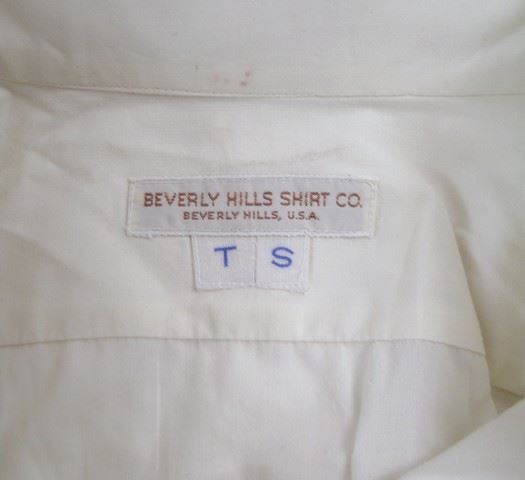 BEVERLY HILLS SHIRT CO.
BEVERLY HILLS, U.S.A.
T S